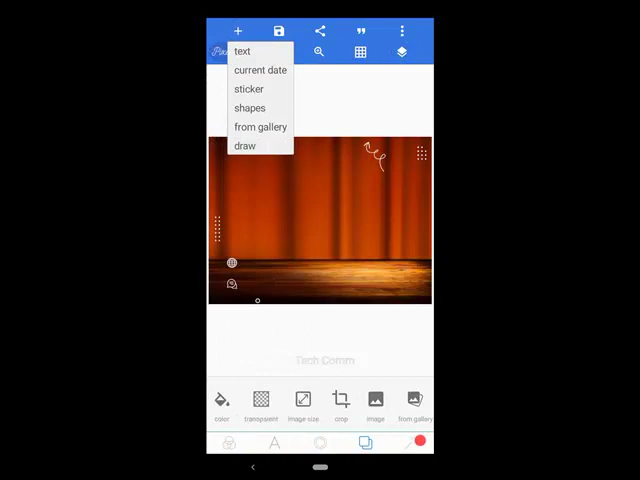 text
current date
sticker
shapes
from gallery
draw
Tech Comm
color
transparent
image size
crop
image
from gallery